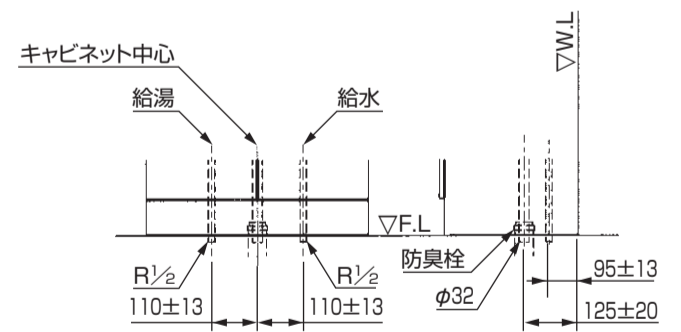 キャビネット中心
給湯
給水
▽W.L
▽F.L
防臭栓
R1/2
R1/2
φ32
95±13
110±13
110±13
125±20